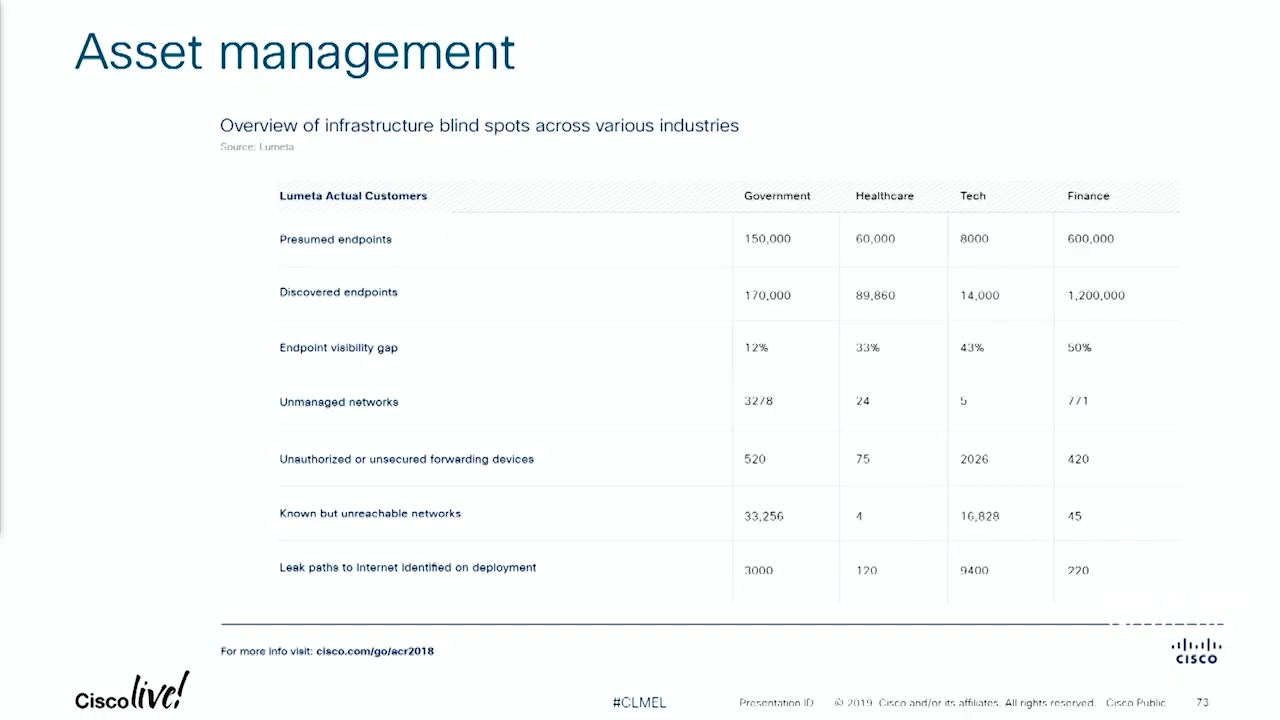 Asset management
Overview of infrastructure blind spots across various industries
Source: Lumeta
Lumeta Actual Customers Government Healthcare Tech Finance
Presumed endpoints 150,000 60,000 8000 600,000
Discovered endpoints 170,000 89,860 14,000 1,200,000
Endpoint visibility gap 12% 33% 43% 50%
Unmanaged networks 3278 24 5 771
Unauthorized or unsecured forwarding devices 520 75 2026 420
Known but unreachable networks 33,256 4 16,828 45
Leak paths to Internet identified on deployment 3000 120 9400 220
For more info visit: cisco.com/go/acr2018
CISCO
Cisco live!
#CLMEL
Presentation ID © 2019 Cisco and/or its affiliates. All rights reserved. Cisco Public 73